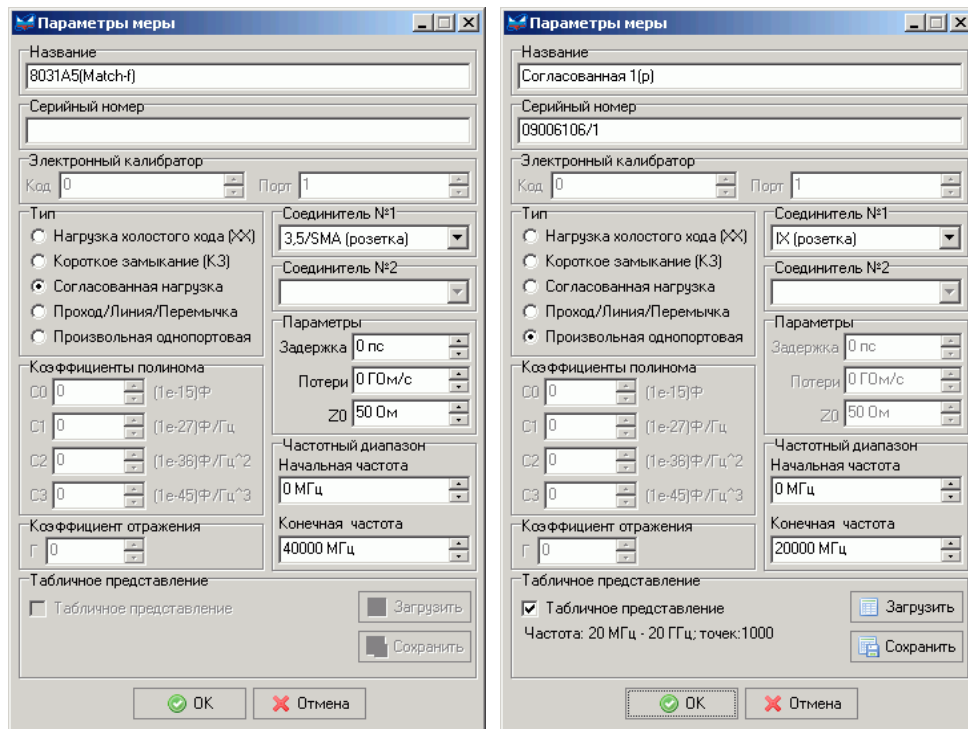 Параметры меры
Название
8031A5(Match-f)
Серийный номер
Электронный калибратор
Код 0 Порт 1
Тип
Нагрузка холостого хода (ХХ)
Короткое замыкание (КЗ)
Согласованная нагрузка
Проход/Линия/Перемычка
Произвольная однопортовая
Соединитель №1
3,5/SMA (розетка)
Соединитель №2
Параметры
Задержка 0 пс
Потери 0 ГОм/с
Z0 50 Ом
Коэффициенты полинома
C0 0 (1e-15)Ф
C1 0 (1e-27)Ф/Гц
C2 0 (1e-36)Ф/Гц^2
C3 0 (1e-45)Ф/Гц^3
Частотный диапазон
Начальная частота
0 МГц
Конечная частота
40000 МГц
Коэффициент отражения
Г 0
Табличное представление
Табличное представление
Загрузить
Сохранить
OK Отмена
Параметры меры
Название
Согласованная 1(р)
Серийный номер
09006106/1
Электронный калибратор
Код 0 Порт 1
Тип
Нагрузка холостого хода (ХХ)
Короткое замыкание (КЗ)
Согласованная нагрузка
Проход/Линия/Перемычка
Произвольная однопортовая
Соединитель №1
IX (розетка)
Соединитель №2
Параметры
Задержка 0 пс
Потери 0 ГОм/с
Z0 50 Ом
Коэффициенты полинома
C0 0 (1e-15)Ф
C1 0 (1e-27)Ф/Гц
C2 0 (1e-36)Ф/Гц^2
C3 0 (1e-45)Ф/Гц^3
Частотный диапазон
Начальная частота
0 МГц
Конечная частота
20000 МГц
Коэффициент отражения
Г 0
Табличное представление
Табличное представление
Частота: 20 МГц - 20 ГГц; точек:1000
Загрузить
Сохранить
OK Отмена